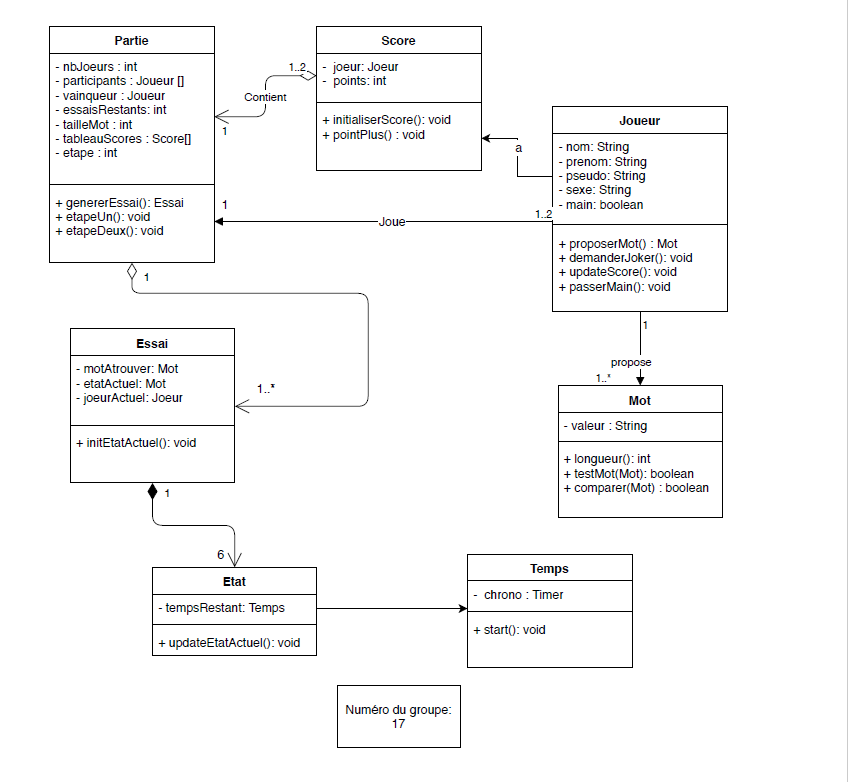 Partie
- nbJoeurs : int
- participants : Joueur []
- vainqueur : Joueur
- essaisRestants: int
- tailleMot : int
- tableauScores : Score[]
- etape : int
+ genererEssai(): Essai
+ etapeUn(): void
+ etapeDeux(): void
1..2
Contient
1
Score
- joeur: Joeur
- points: int
+ initialiserScore(): void
+ pointPlus() : void
a
Joueur
- nom: String
- prenom: String
- pseudo: String
- sexe: String
- main: boolean
+ proposerMot() : Mot
+ demanderJoker(): void
+ updateScore(): void
+ passerMain(): void
1
Joue
1..2
1
1..*
Essai
- motAtrouver: Mot
- etatActuel: Mot
- joeurActuel: Joeur
+ initEtatActuel(): void
1
propose
1..*
Mot
- valeur : String
+ longueur(): int
+ testMot(Mot): boolean
+ comparer(Mot) : boolean
1
6
Etat
- tempsRestant: Temps
+ updateEtatActuel(): void
Temps
- chrono : Timer
+ start(): void
Numéro du groupe:
17